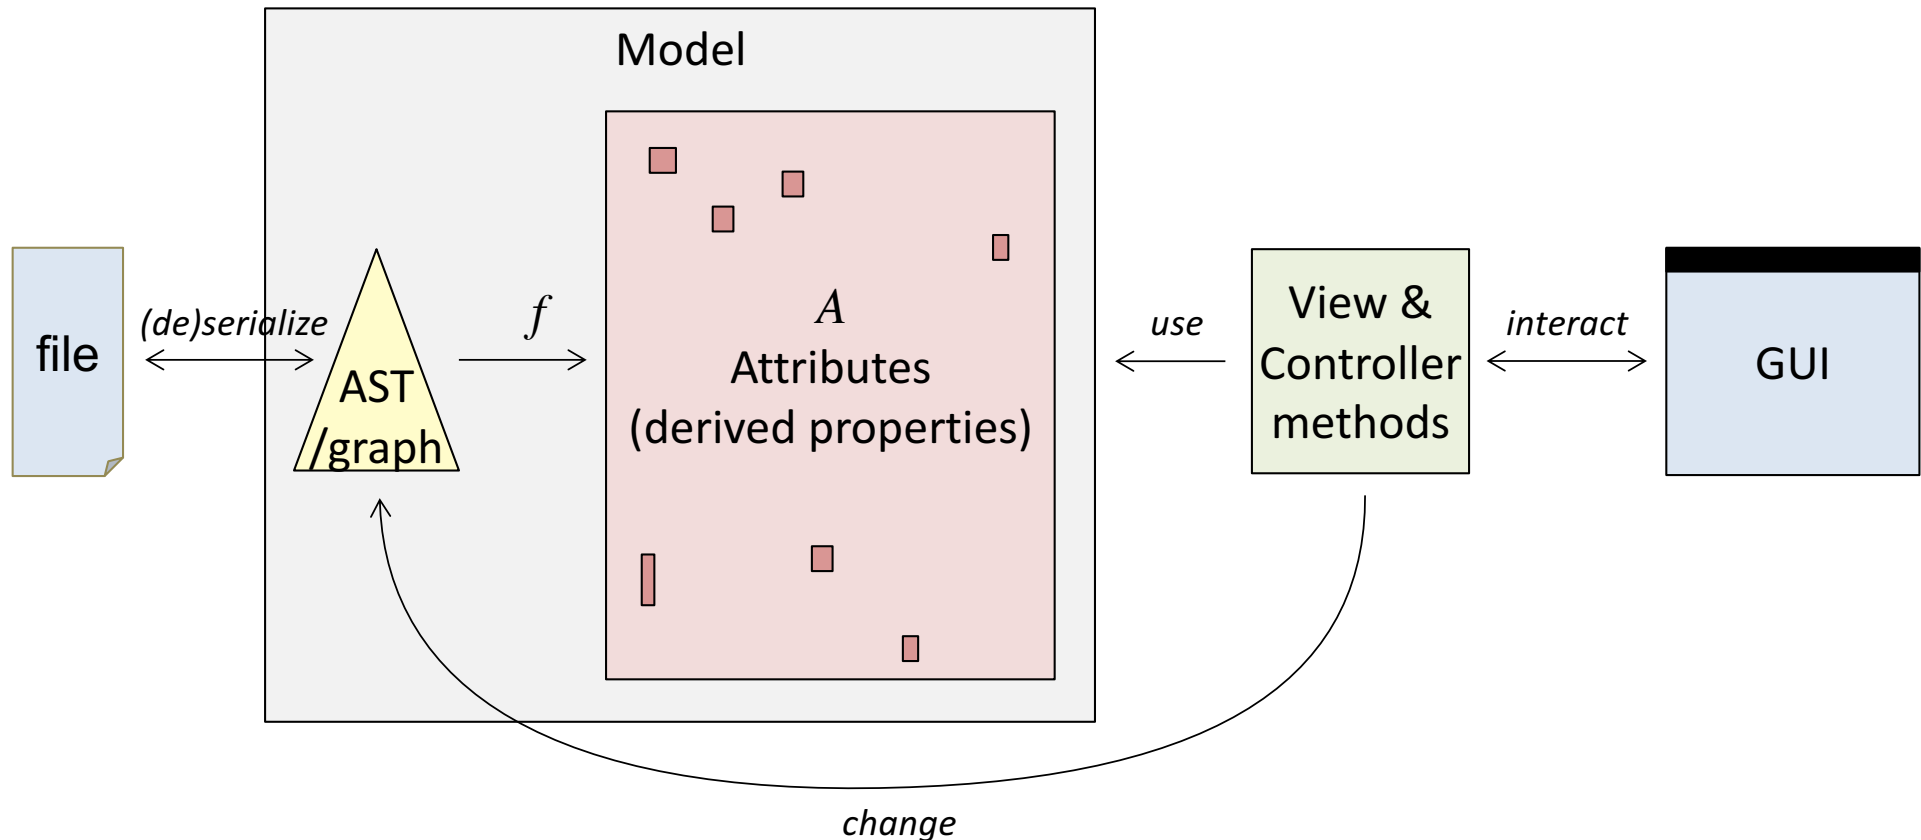 Model
file
(de)serialize
AST
/graph
f
A
Attributes
(derived properties)
use
View &
Controller
methods
interact
GUI
change